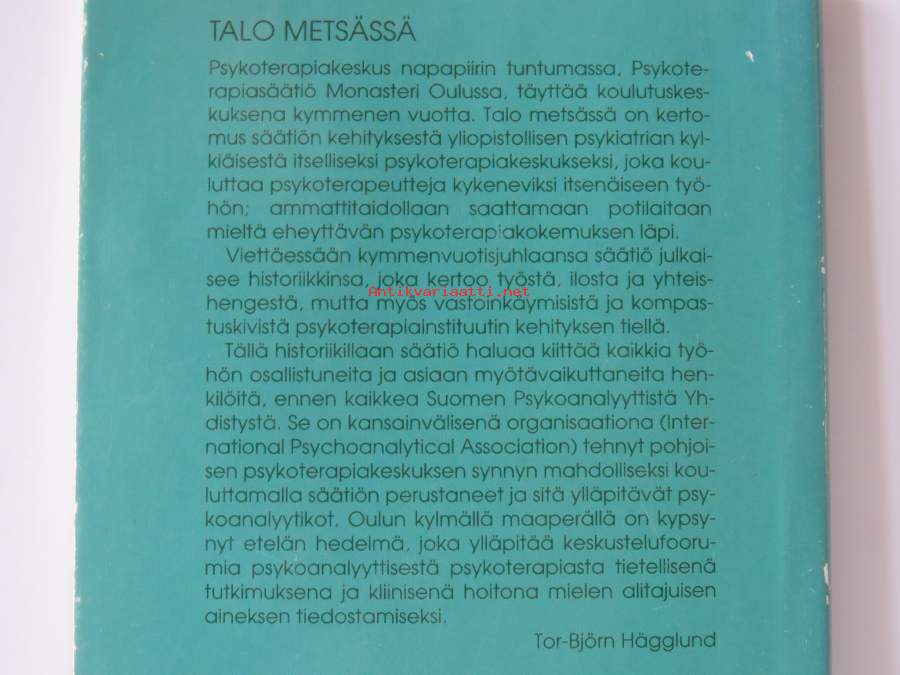 TALO METSÄSSÄ
Psykoterapiakeskus napapiirin tuntumassa, Psykote-
rapiasäätiö Monasteri Oulussa, täyttää koulutuskes-
kuksena kymmenen vuotta. Talo metsässä on kerto-
mus säätiön kehityksestä yliopistollisen psykiatrian kyl-
kiäisestä itselliseksi psykoterapiakeskukseksi, joka kou-
luttaa psykoterapeutteja kykeneviksi itsenäiseen työ-
hön; ammattitaidollaan saattamaan potilaitaan
mieltä eheyttävän psykoterapiakokemuksen läpi.
Viettäessään kymmenvuotisjuhlaansa säätiö julkai-
see historiikkinsa, joka kertoo työstä, ilosta ja yhteis-
Antikvariaatti.net
hengestä, mutta myös vastoinkäymisistä ja kompas-
tuskivistä psykoterapiainstituutin kehityksen tiellä.
Tällä historiikillaan säätiö haluaa kiittää kaikkia työ-
hön osallistuneita ja asiaan myötävaikuttaneita hen-
kilöitä, ennen kaikkea Suomen Psykoanalyyttistä Yh-
distystä. Se on kansainvälisenä organisaationa (Inter-
national Psychoanalytical Association) tehnyt pohjoi-
sen psykoterapiakeskuksen synnyn mahdolliseksi kou-
luttamalla säätiön perustaneet ja sitä ylläpitävät psy-
koanalyytikot. Oulun kylmällä maaperällä on kypsy-
nyt etelän hedelmä, joka ylläpitää keskustelufooru-
mia psykoanalyyttisestä psykoterapiasta tietellisenä
tutkimuksena ja kliinisenä hoitona mielen alitajuisen
aineksen tiedostamiseksi.
Tor-Björn Hägglund